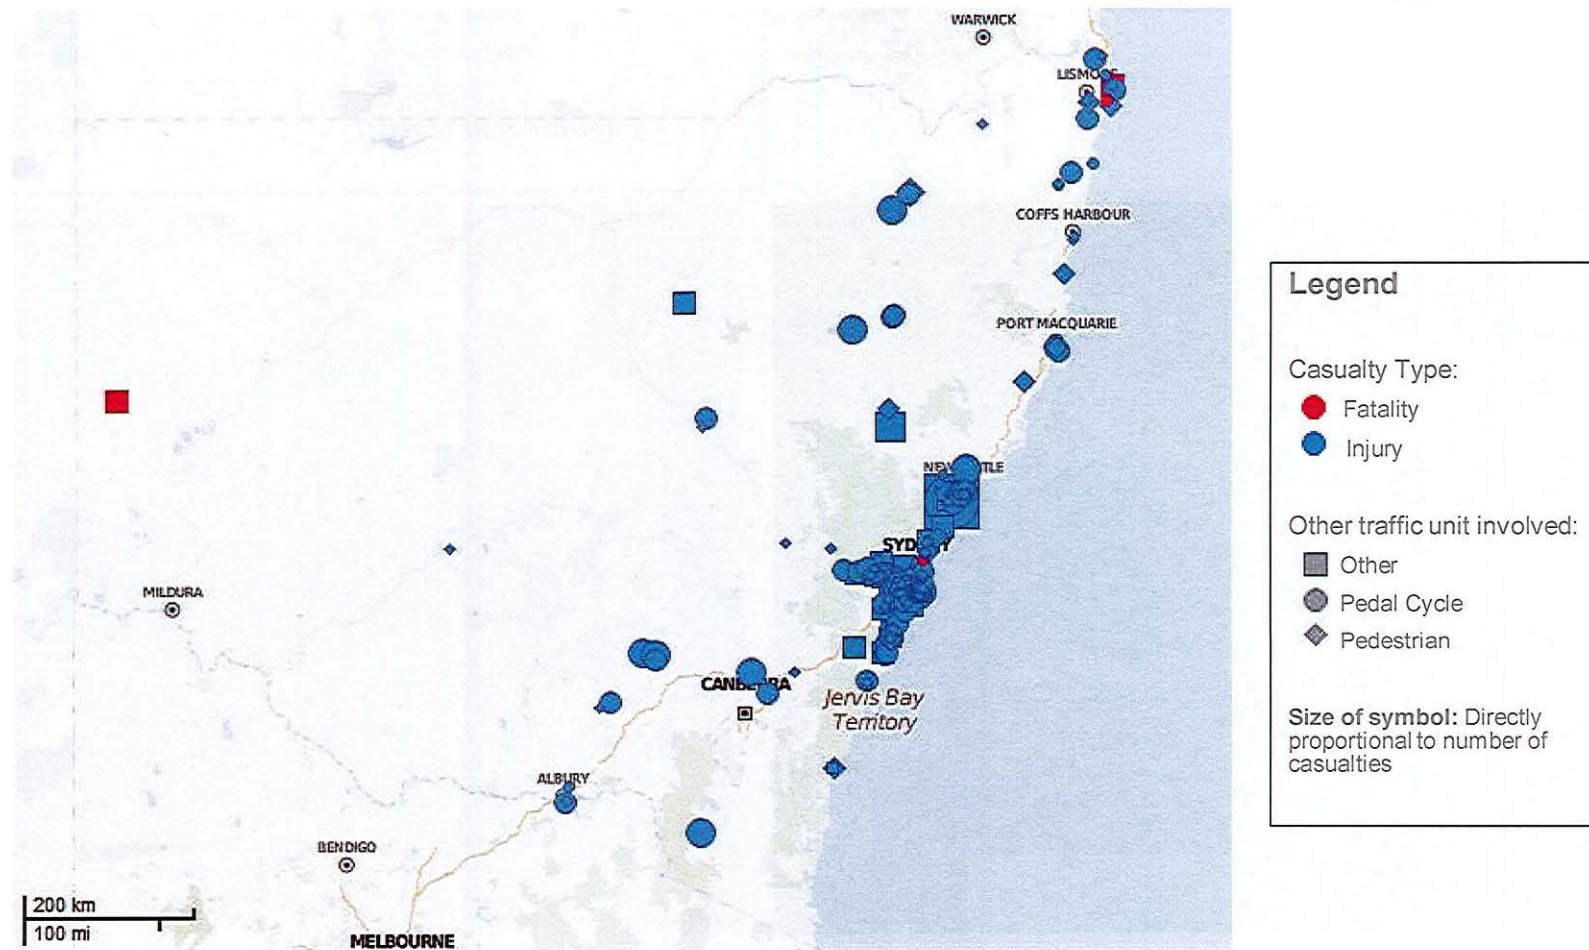 WARWICK
COFFS HARBOUR
PORT MACQUARIE
MILDURA
Jervis Bay
Territory
ALBURY
BENDIGO
MELBOURNE
200 km
100 mi
Legend
Casualty Type:
Fatality
Injury
Other traffic unit involved:
Other
Pedal Cycle
Pedestrian
Size of symbol: Directly
proportional to number of
casualties